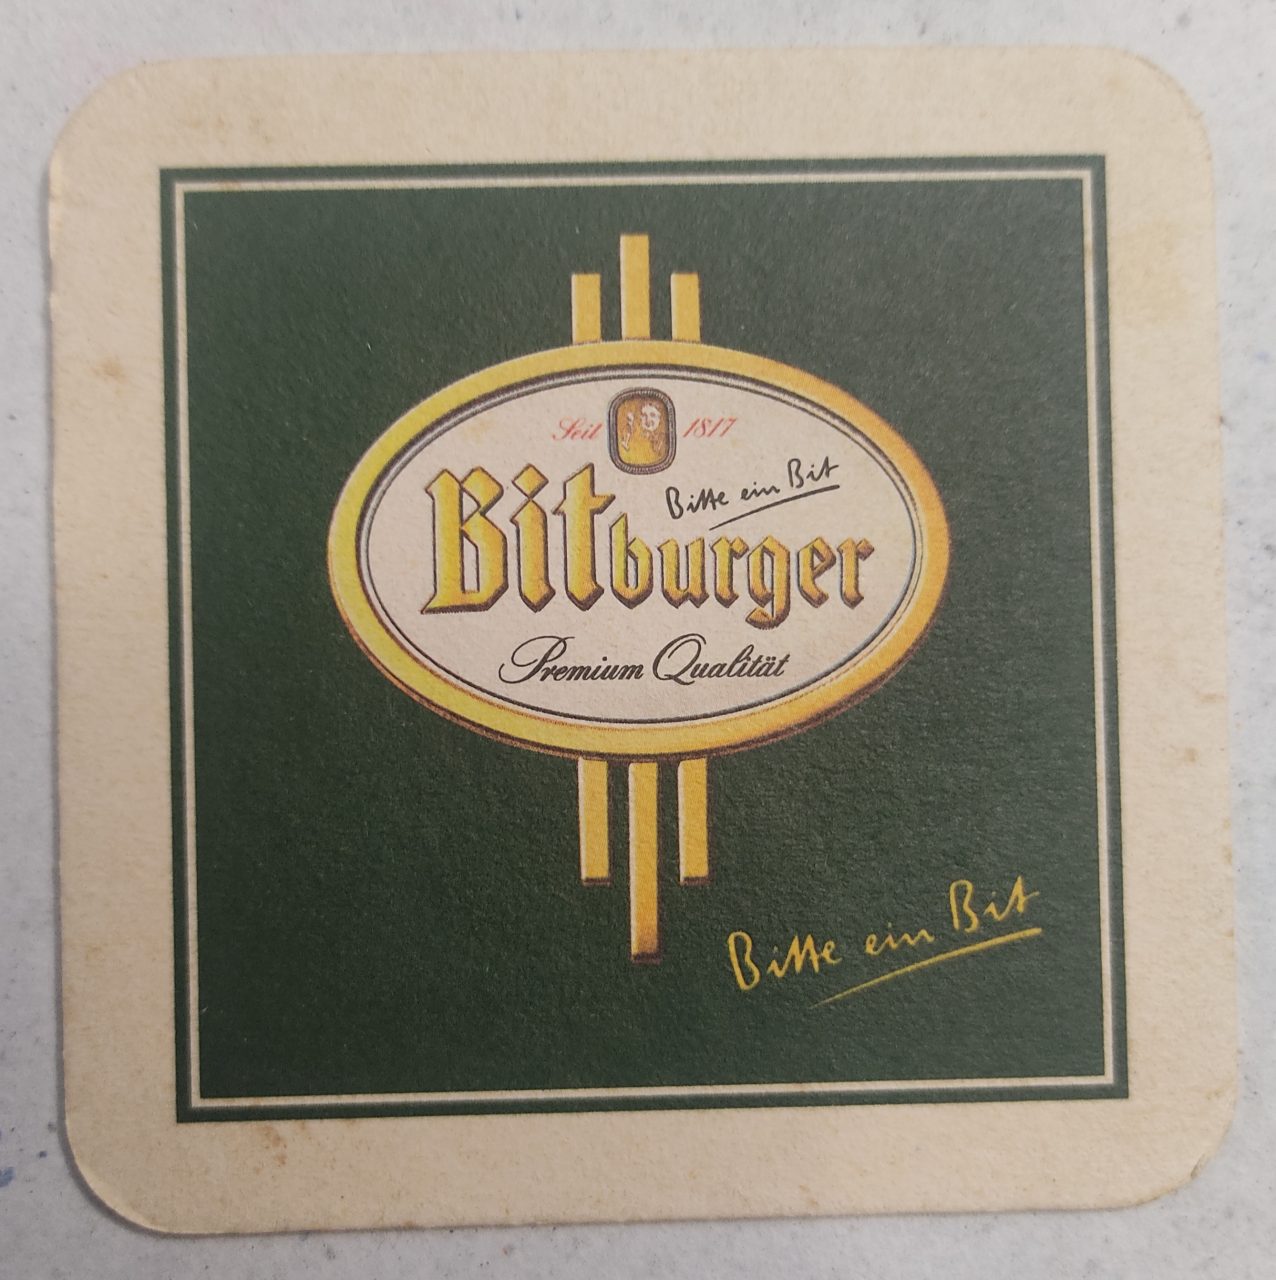 Seit 1817
Bitte ein Bit
Bitburger
Premium Qualität
Bitte ein Bit